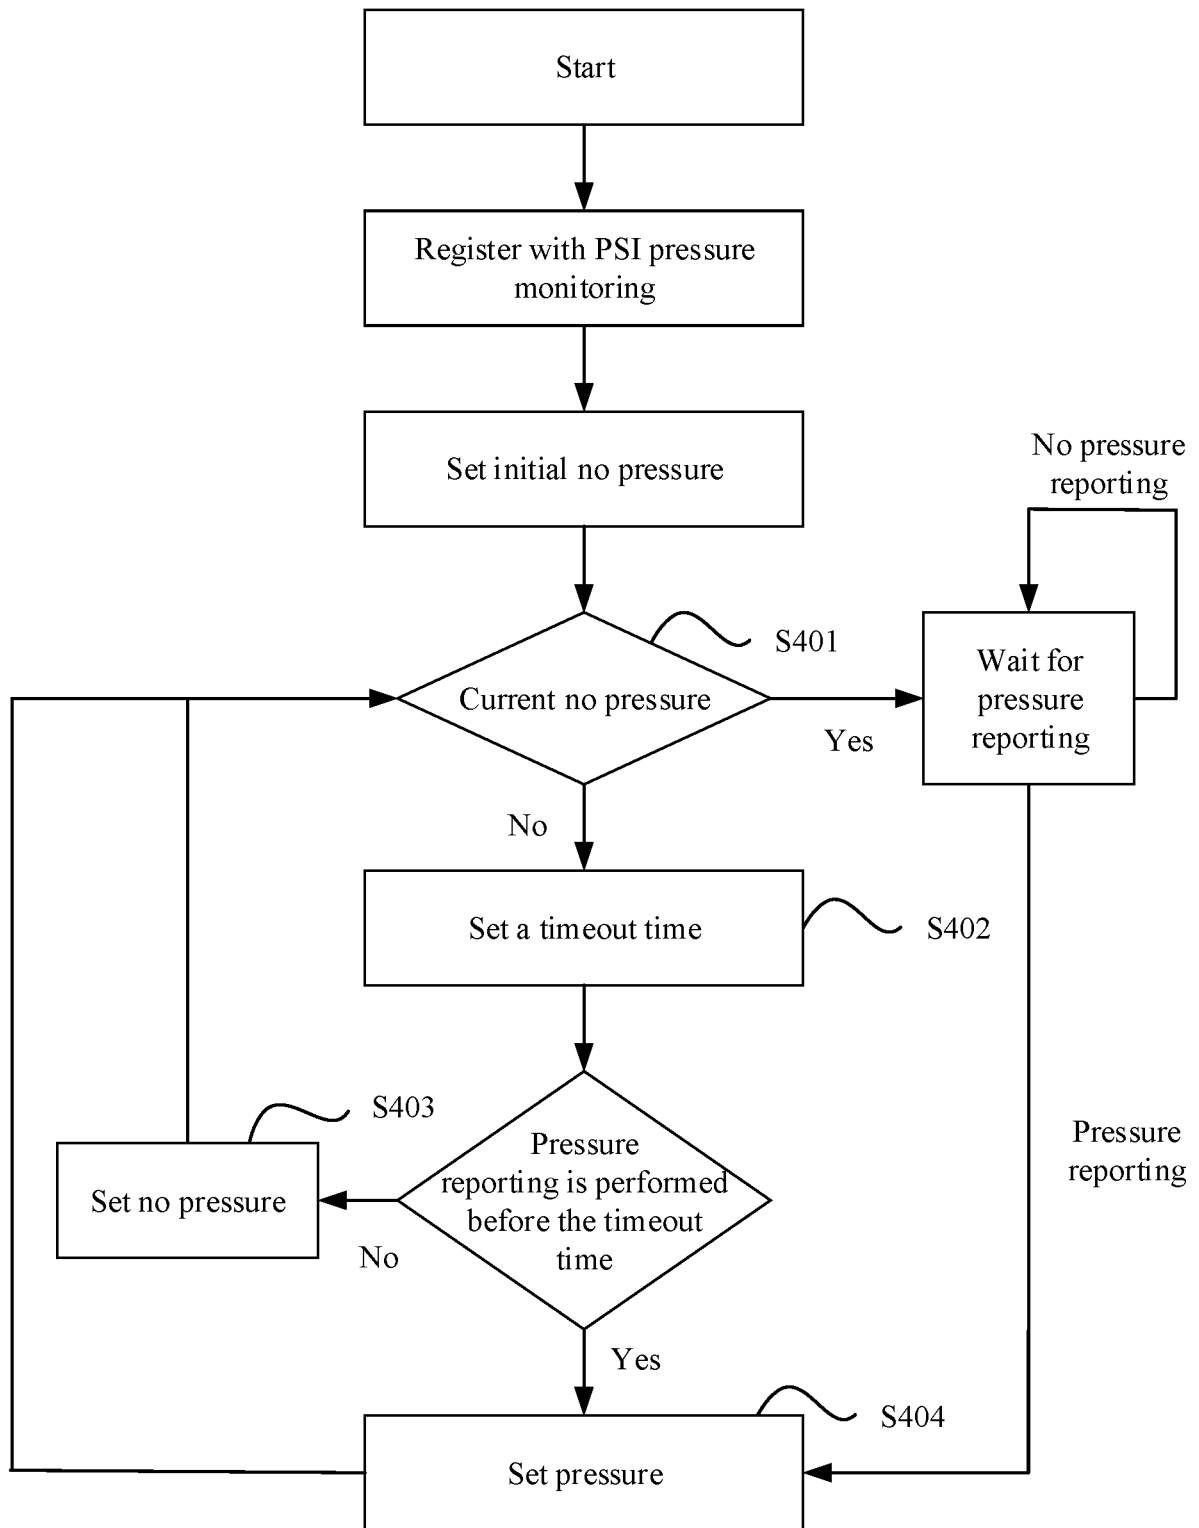 Start
Register with PSI pressure
monitoring
Set initial no pressure
No pressure
reporting
S401
Current no pressure
Yes
Wait for
pressure
reporting
No
Set a timeout time
S402
S403
Set no pressure
No
Pressure
reporting is performed
before the timeout
time
Pressure
reporting
Yes
S404
Set pressure